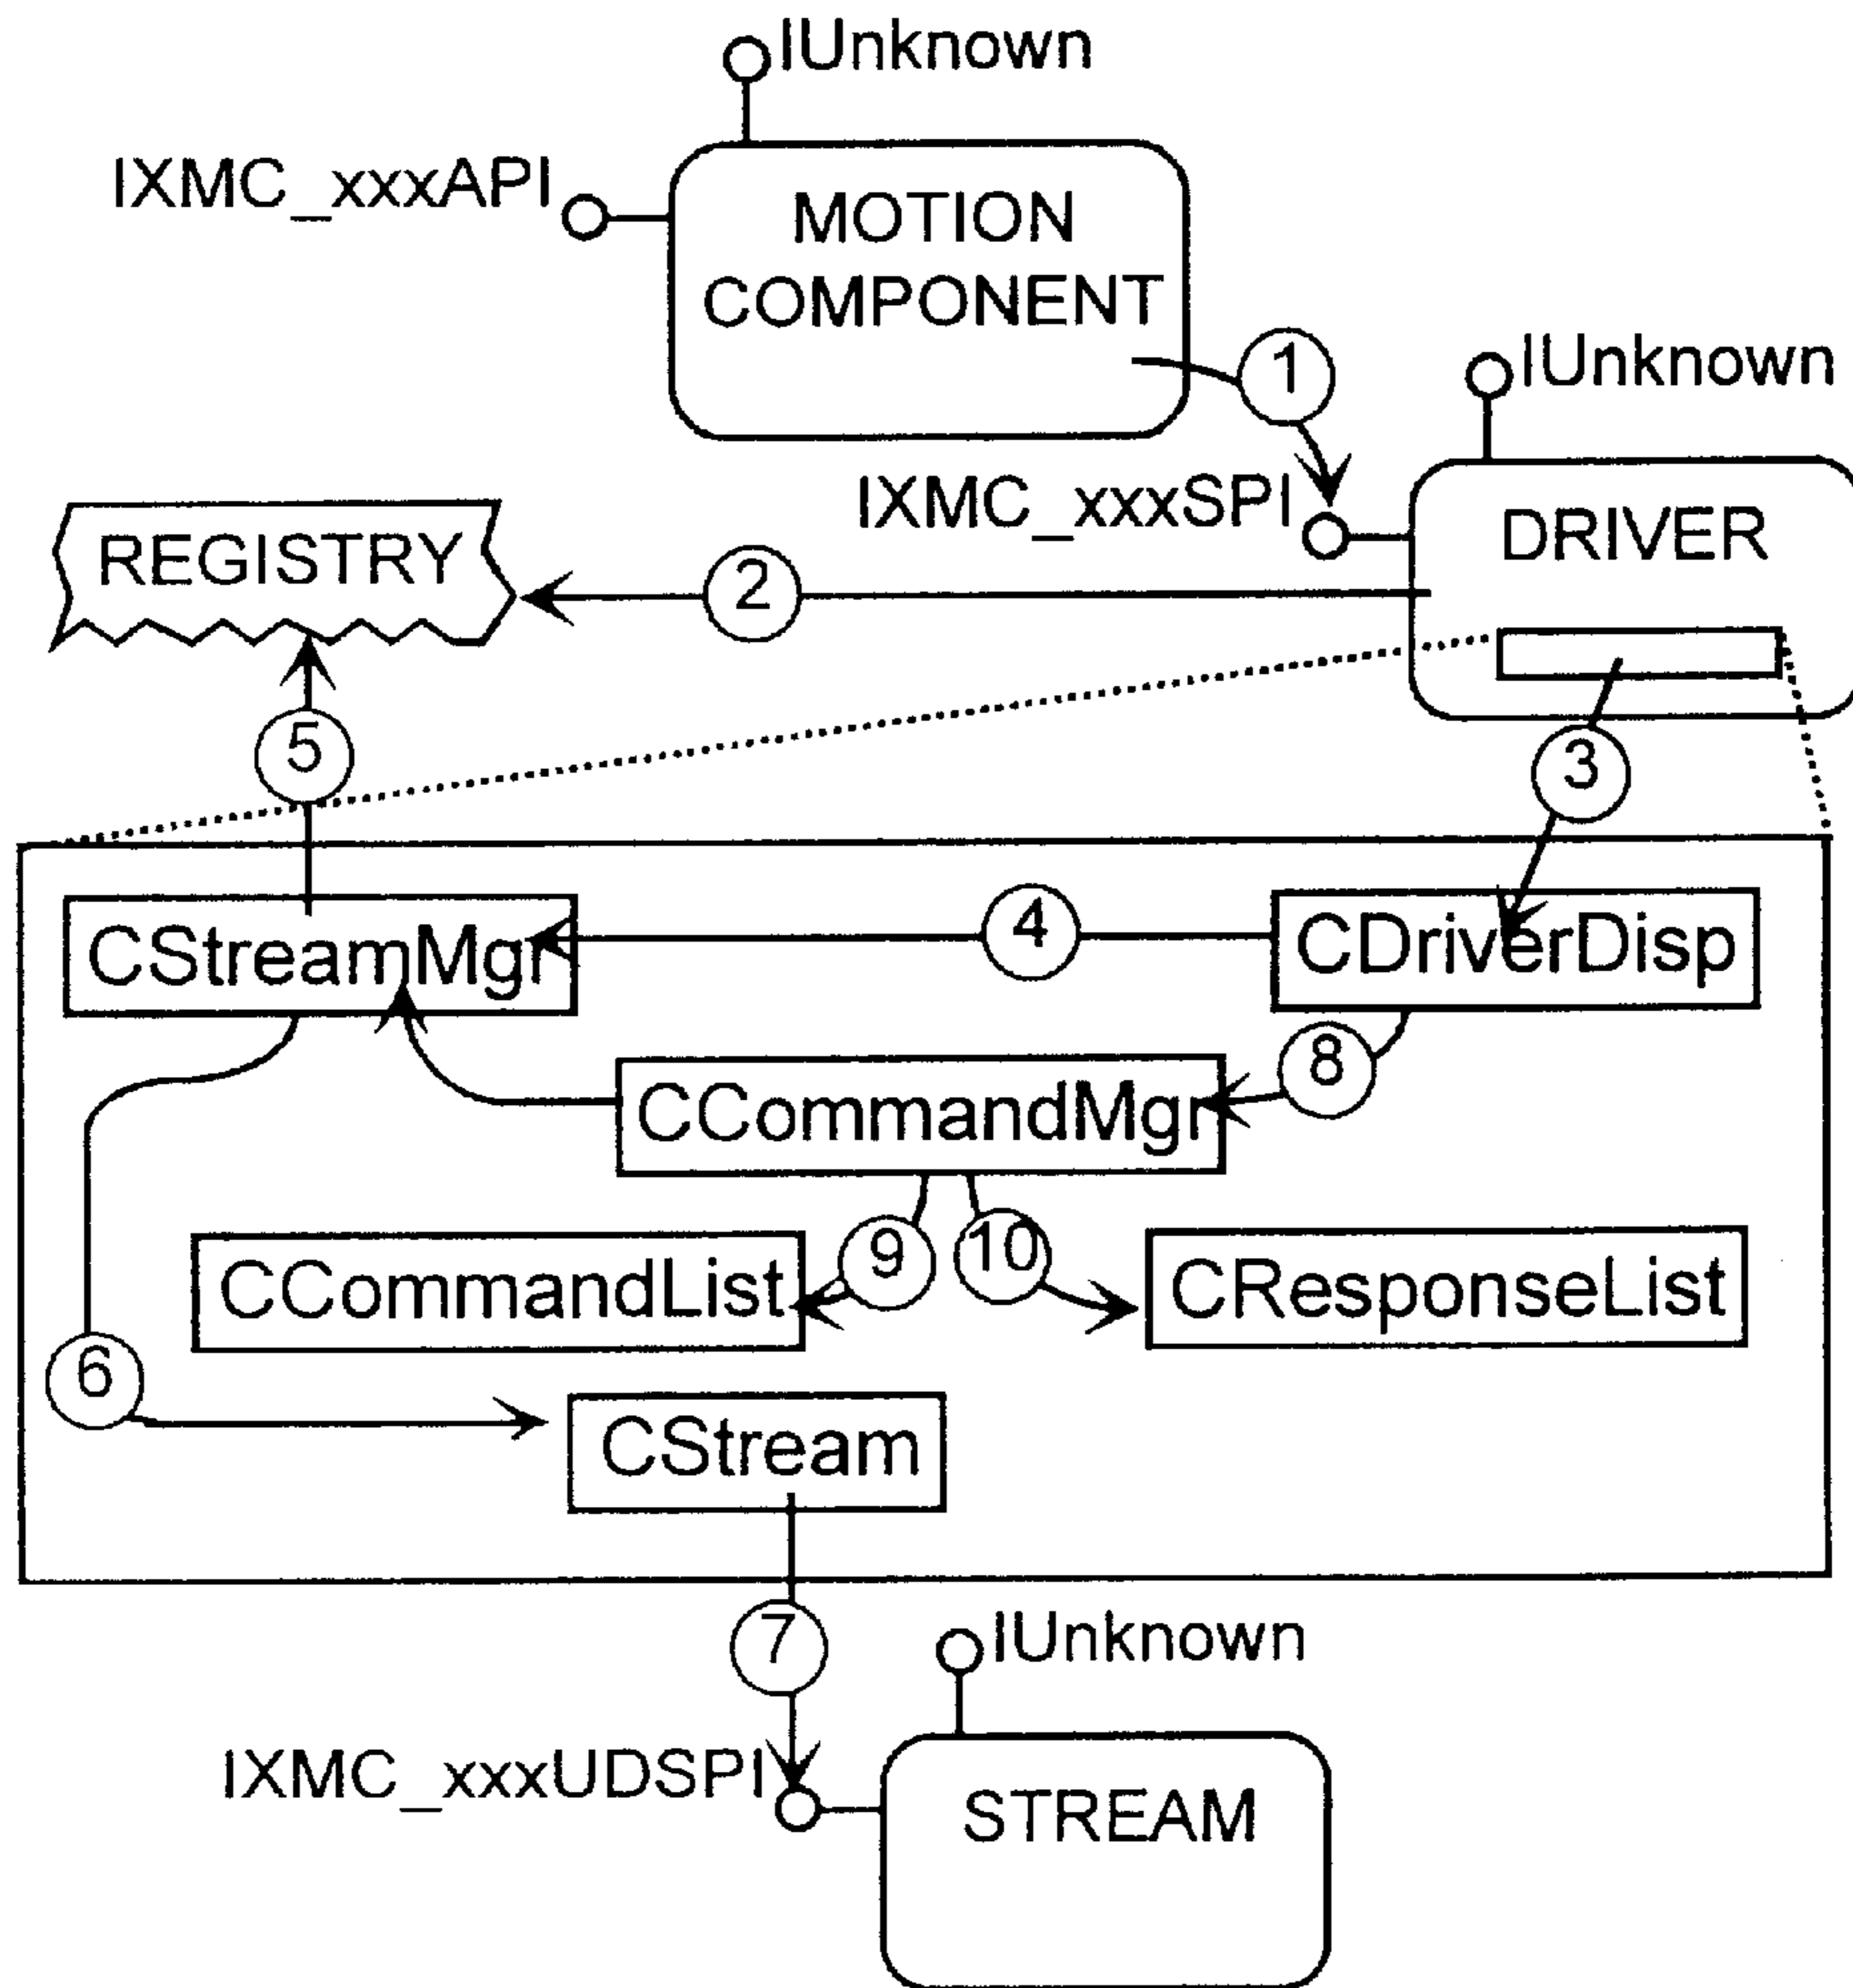 IUnknown
IXMC_xxxAPI
MOTION
COMPONENT
1
IUnknown
IXMC_xxxSPI
DRIVER
REGISTRY
2
5
3
CStreamMgr
4
CDriverDisp
8
CCommandMgr
9
10
CCommandList
CResponseList
6
CStream
7
IUnknown
IXMC_xxxUDSPI
STREAM